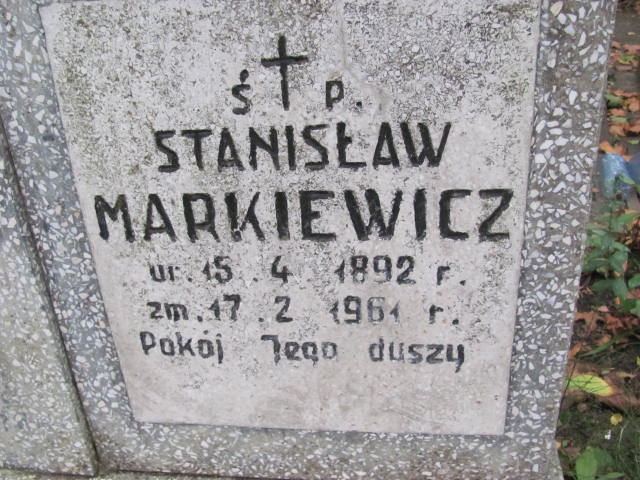 ś p.
STANISŁAW
MARKIEWICZ
ur. 15. 4 1892 r.
zm. 17. 2 1961 r.
Pokój Jego duszy